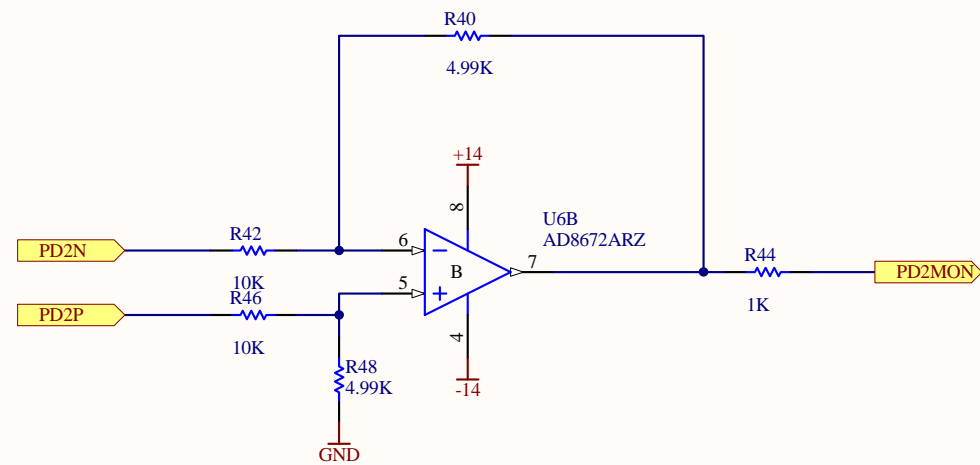 R40
4.99K
+14
8
U6B
AD8672ARZ
R42
PD2N
10K
6
7
B
R44
PD2MON
1K
R46
PD2P
10K
5
4
R48
4.99K
-14
GND